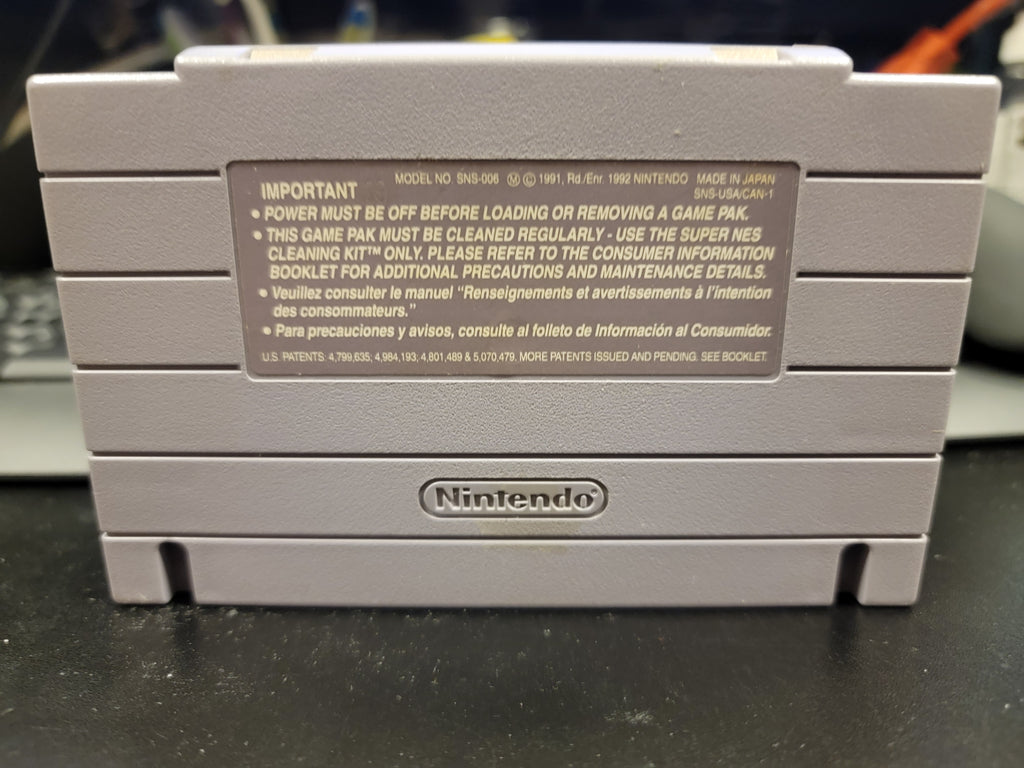 MODEL NO. SNS-006 Ⓜ © 1991, Rd./Enr. 1992 NINTENDO MADE IN JAPAN
IMPORTANT SNS-USA/CAN-1
• POWER MUST BE OFF BEFORE LOADING OR REMOVING A GAME PAK.
• THIS GAME PAK MUST BE CLEANED REGULARLY - USE THE SUPER NES
CLEANING KIT™ ONLY. PLEASE REFER TO THE CONSUMER INFORMATION
BOOKLET FOR ADDITIONAL PRECAUTIONS AND MAINTENANCE DETAILS.
• Veuillez consulter le manuel "Renseignements et avertissements à l'intention
des consommateurs."
• Para precauciones y avisos, consulte al folleto de Información al Consumidor.
U.S. PATENTS: 4,799,635; 4,984,193; 4,801,489 & 5,070,479. MORE PATENTS ISSUED AND PENDING. SEE BOOKLET.
Nintendo®